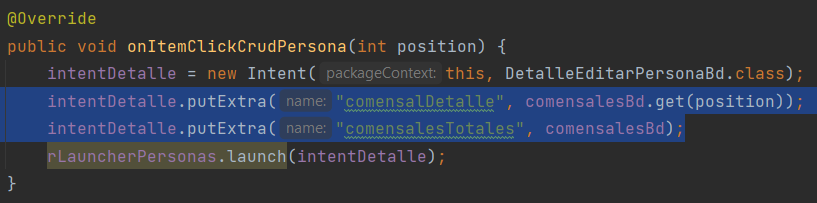 @Override
public void onItemClickCrudPersona(int position) {
intentDetalle = new Intent( packageContext: this, DetalleEditarPersonaBd.class);
intentDetalle.putExtra( name: "comensalDetalle", comensalesBd.get(position));
intentDetalle.putExtra( name: "comensalesTotales", comensalesBd);
rLauncherPersonas.launch(intentDetalle);
}